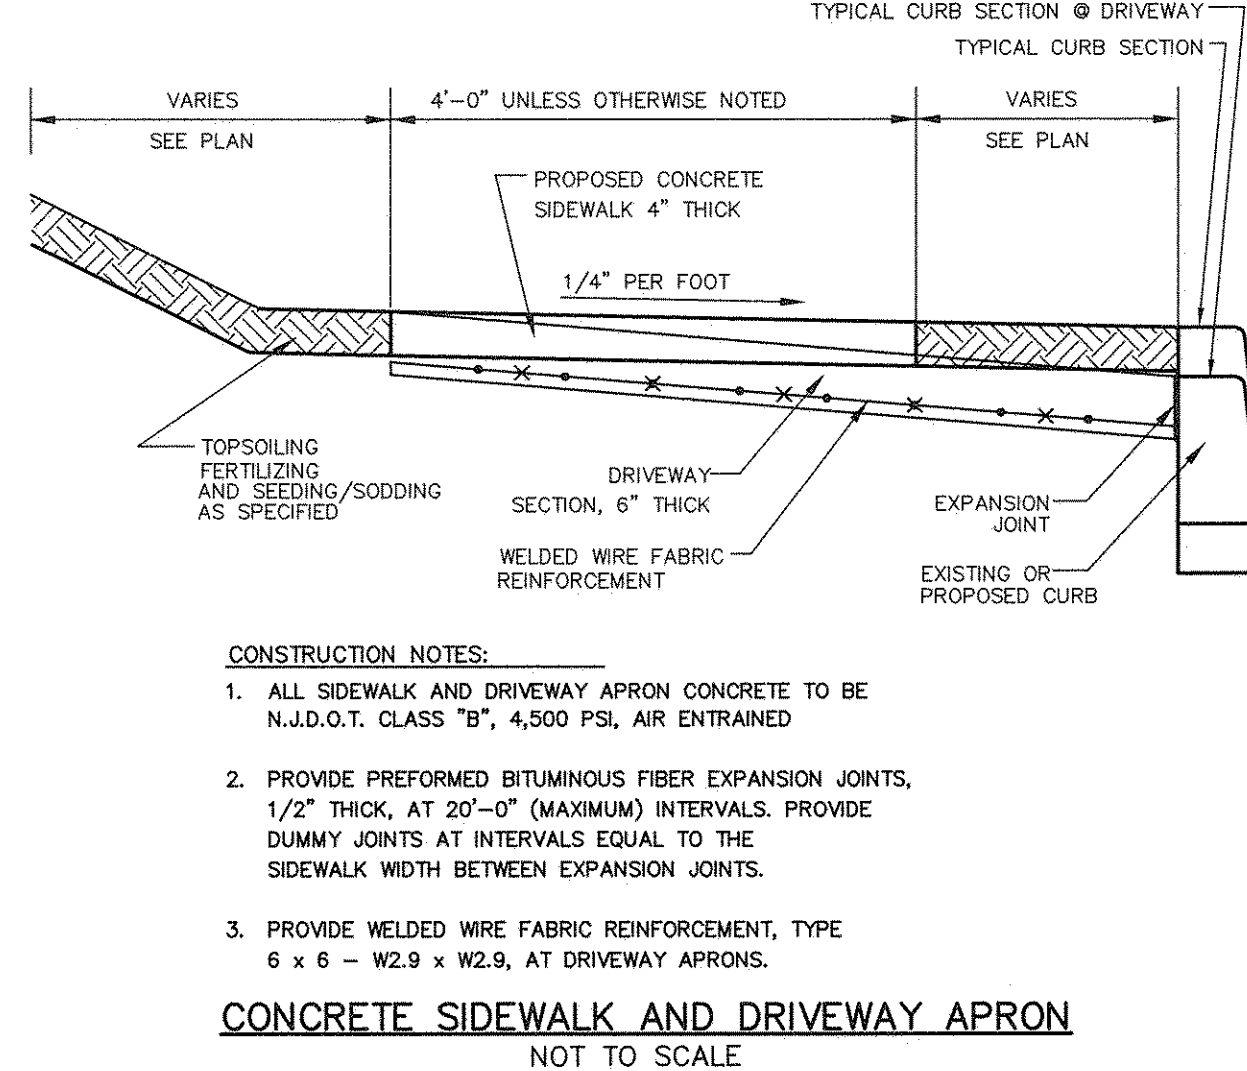 TYPICAL CURB SECTION @ DRIVEWAY
TYPICAL CURB SECTION
VARIES
SEE PLAN
4'-0" UNLESS OTHERWISE NOTED
VARIES
SEE PLAN
PROPOSED CONCRETE
SIDEWALK 4" THICK
1/4" PER FOOT
TOPSOILING
FERTILIZING
AND SEEDING/SODDING
AS SPECIFIED
DRIVEWAY
SECTION, 6" THICK
WELDED WIRE FABRIC
REINFORCEMENT
EXPANSION
JOINT
EXISTING OR
PROPOSED CURB
CONSTRUCTION NOTES:
1. ALL SIDEWALK AND DRIVEWAY APRON CONCRETE TO BE
N.J.D.O.T. CLASS "B", 4,500 PSI, AIR ENTRAINED
2. PROVIDE PREFORMED BITUMINOUS FIBER EXPANSION JOINTS,
1/2" THICK, AT 20'-0" (MAXIMUM) INTERVALS. PROVIDE
DUMMY JOINTS AT INTERVALS EQUAL TO THE
SIDEWALK WIDTH BETWEEN EXPANSION JOINTS.
3. PROVIDE WELDED WIRE FABRIC REINFORCEMENT, TYPE
6 x 6 - W2.9 x W2.9, AT DRIVEWAY APRONS.
CONCRETE SIDEWALK AND DRIVEWAY APRON
NOT TO SCALE